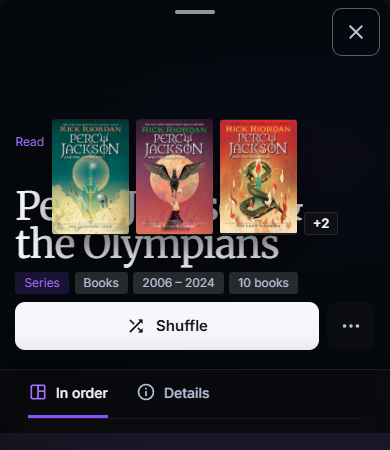 Read
RICK RIORDAN
PERCY
JACKSON
RICK RIORDAN
PERCY
JACKSON
RICK RIORDAN
PERCY
JACKSON
+2
the Olympians
Series
Books
2006 – 2024
10 books
Shuffle
In order
Details